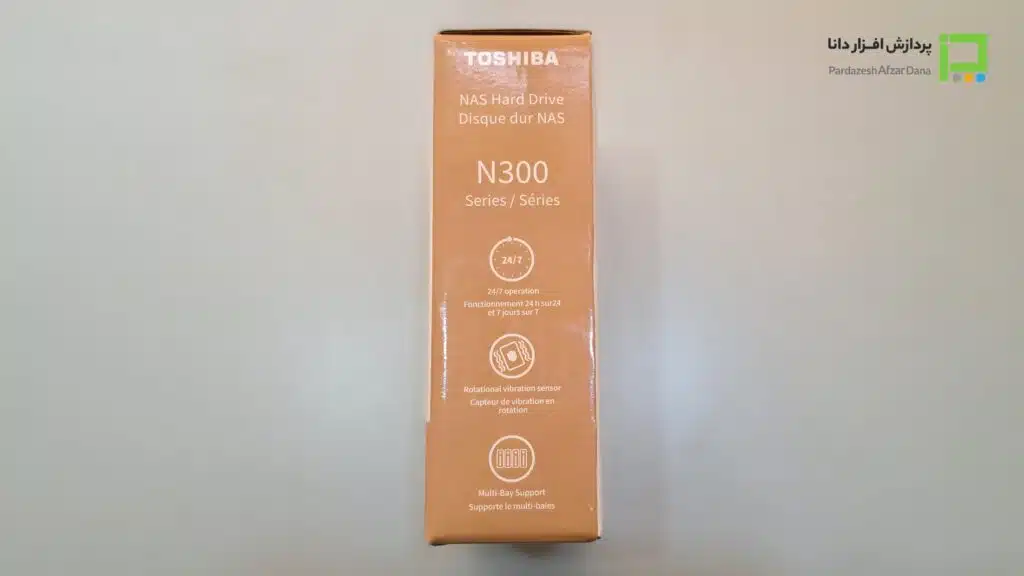 TOSHIBA
NAS Hard Drive
Disque dur NAS
N300
Series / Séries
24/7
24/7 operation
Fonctionnement 24 h sur24
et 7 jours sur 7
Rotational vibration sensor
Capteur de vibration en
rotation
Multi-Bay Support
Supporte le multi-baies
پردازش افزار دانا
Pardazesh Afzar Dana